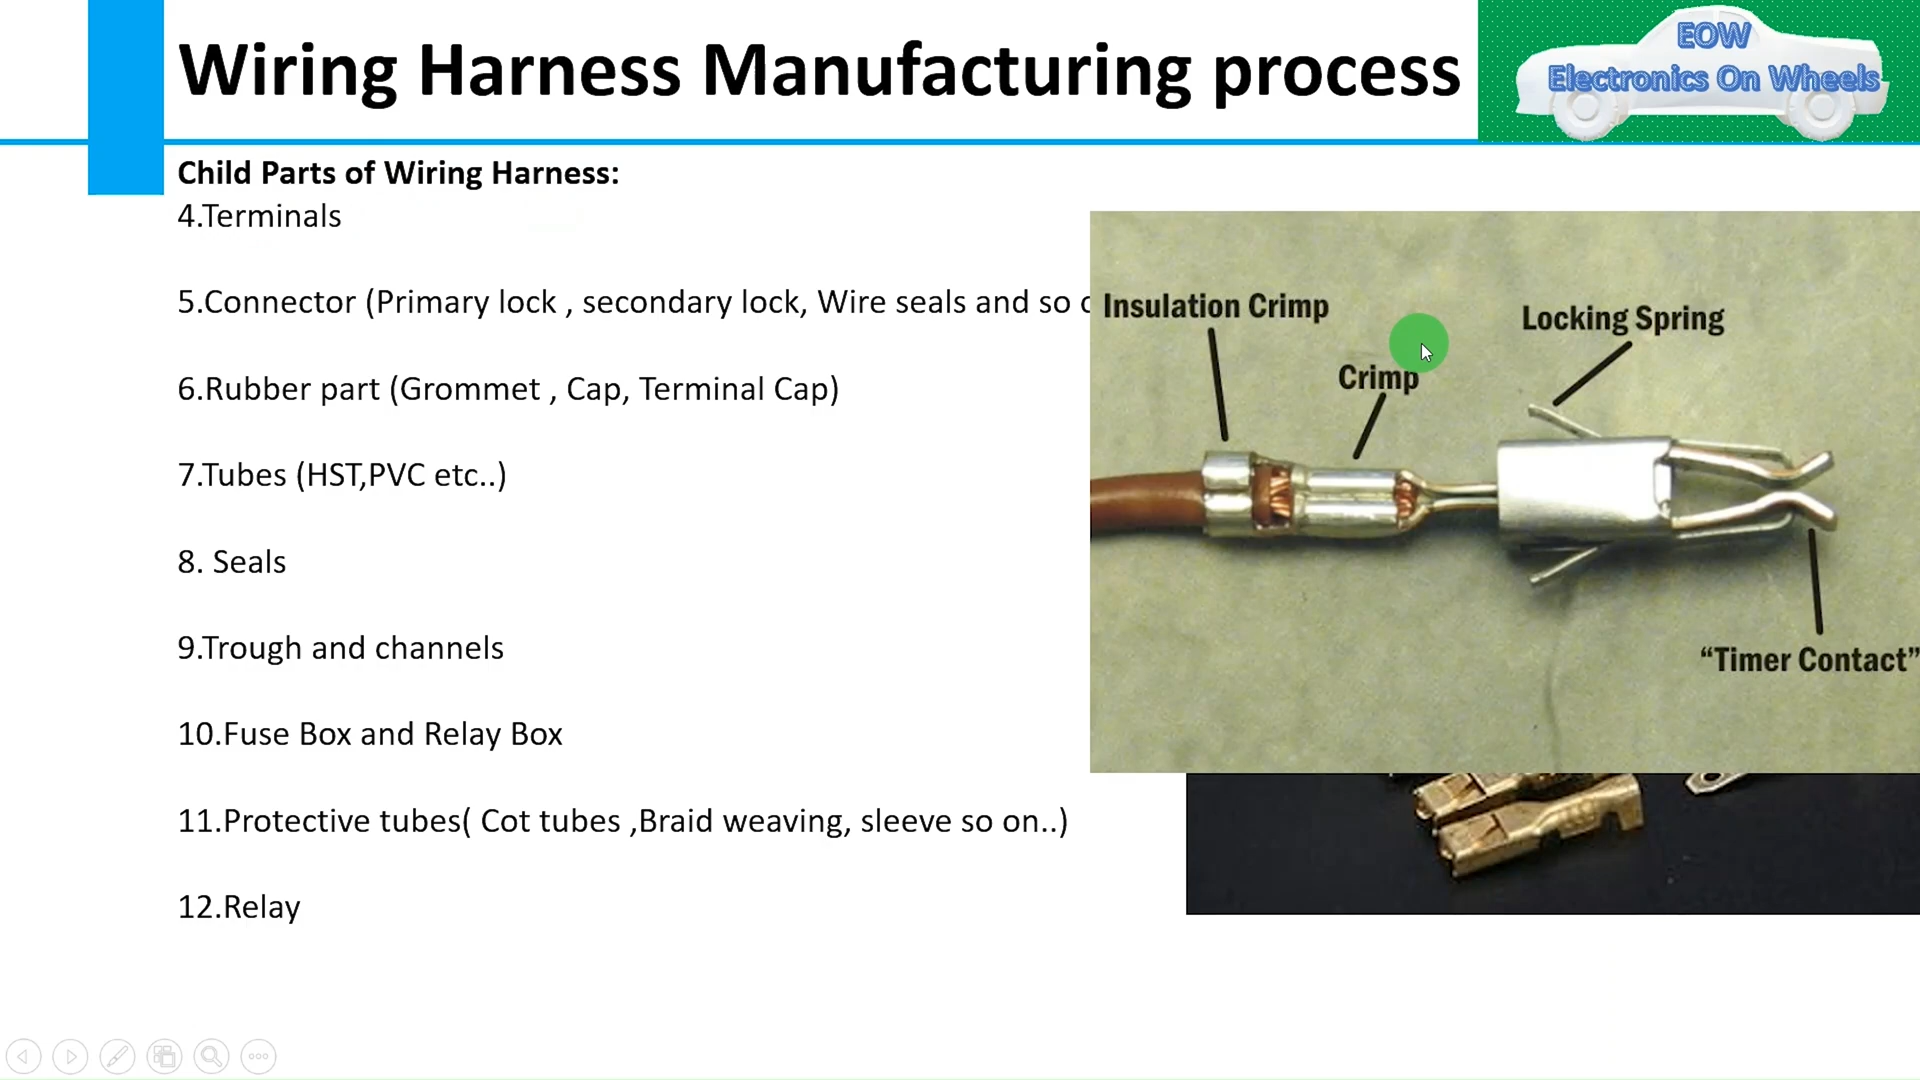 Wiring Harness Manufacturing process
EOW
Electronics On Wheels
Child Parts of Wiring Harness:
4.Terminals
5.Connector (Primary lock , secondary lock, Wire seals and so
6.Rubber part (Grommet , Cap, Terminal Cap)
7.Tubes (HST,PVC etc..)
8. Seals
9.Trough and channels
10.Fuse Box and Relay Box
11.Protective tubes( Cot tubes ,Braid weaving, sleeve so on..)
12.Relay
Insulation Crimp
Locking Spring
Crimp
“Timer Contact”